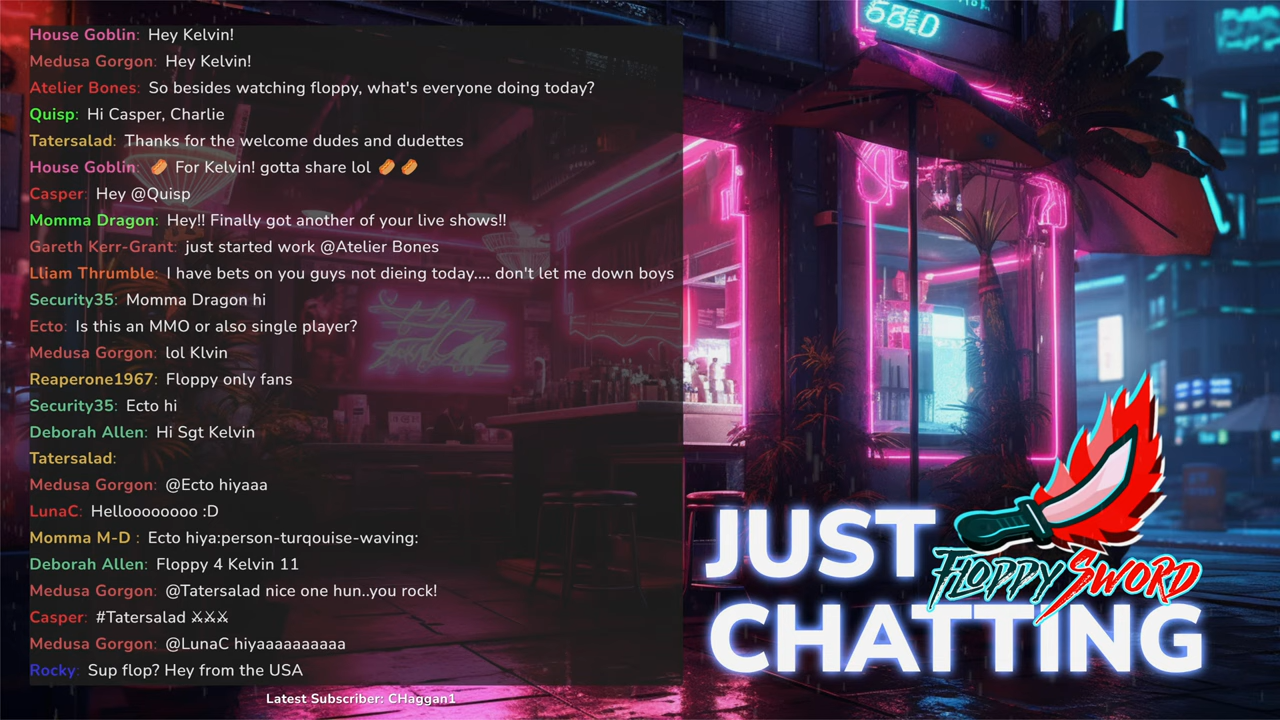 House Goblin: Hey Kelvin!
Medusa Gorgon: Hey Kelvin!
Atelier Bones: So besides watching floppy, what's everyone doing today?
Quisp: Hi Casper, Charlie
Tatersalad: Thanks for the welcome dudes and dudettes
House Goblin: 🌭 For Kelvin! gotta share lol 🌭 🌭
Casper: Hey @Quisp
Momma Dragon: Hey!! Finally got another of your live shows!!
Gareth Kerr-Grant: just started work @Atelier Bones
Lliam Thrumble: I have bets on you guys not dieing today.... don't let me down boys
Security35: Momma Dragon hi
Ecto: Is this an MMO or also single player?
Medusa Gorgon: lol Klvin
Reaperone1967: Floppy only fans
Security35: Ecto hi
Deborah Allen: Hi Sgt Kelvin
Tatersalad:
Medusa Gorgon: @Ecto hiyaaa
LunaC: Helloooooooo :D
Momma M-D : Ecto hiya:person-turqouise-waving:
Deborah Allen: Floppy 4 Kelvin 11
Medusa Gorgon: @Tatersalad nice one hun..you rock!
Casper: #Tatersalad ⚔⚔⚔
Medusa Gorgon: @LunaC hiyaaaaaaaaaa
Rocky: Sup flop? Hey from the USA
Latest Subscriber: CHaggan1
JUST
FLOPPY SWORD
CHATTING